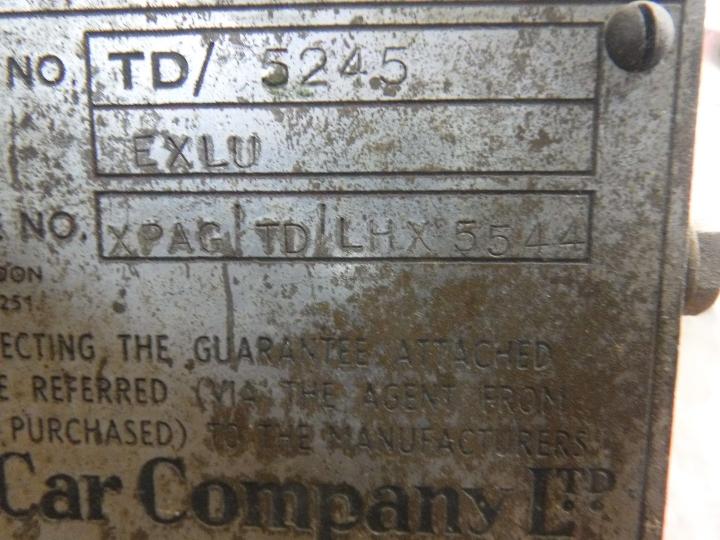 NO. TD/ 5245
EXLU
NO. XPAG/TD/LHX 5544
251
ECTING THE GUARANTEE ATTACHED
E REFERRED (VIA THE AGENT FROM
PURCHASED) TO THE MANUFACTURERS
Car Company LTD.